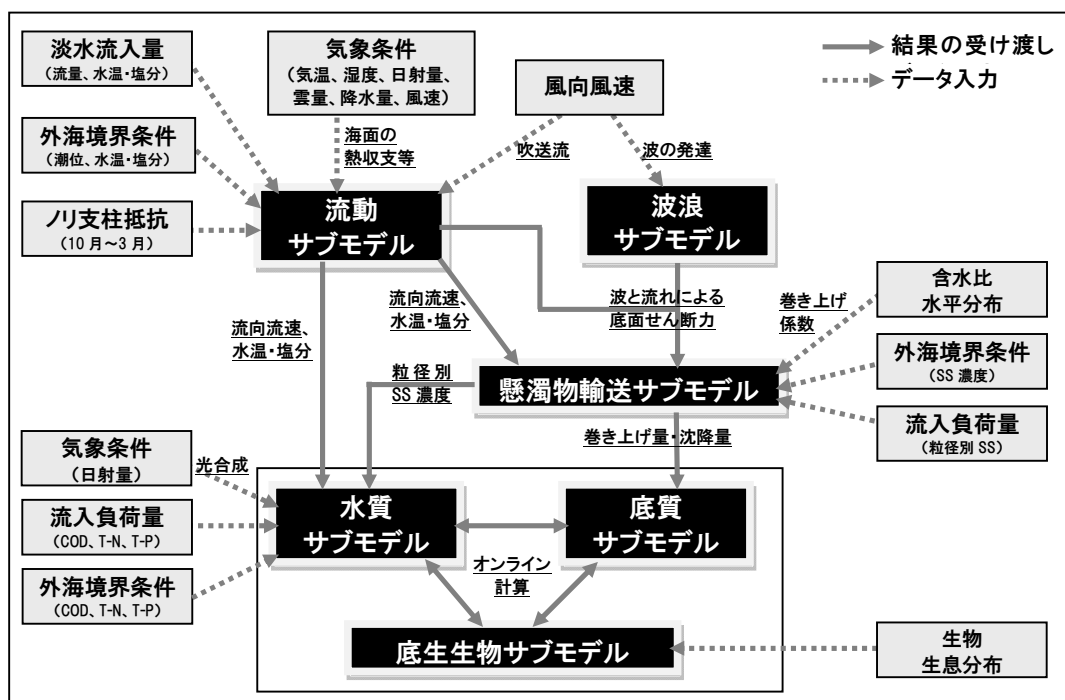 淡水流入量
（流量、水温・塩分）
気象条件
（気温、湿度、日射量、
雲量、降水量、風速）
風向風速
結果の受け渡し
データ入力
外海境界条件
（潮位、水温・塩分）
海面の
熱収支等
吹送流
波の発達
ノリ支柱抵抗
（10月～3月）
流動
サブモデル
波浪
サブモデル
流向流速、
水温・塩分
流向流速、
水温・塩分
波と流れによる
底面せん断力
巻き上げ
係数
含水比
水平分布
外海境界条件
（SS 濃度）
流入負荷量
（粒径別 SS）
粒径別
SS 濃度
懸濁物輸送サブモデル
巻き上げ量・沈降量
気象条件
（日射量）
光合成
流入負荷量
（COD、T-N、T-P）
外海境界条件
（COD、T-N、T-P）
水質
サブモデル
底質
サブモデル
オンライン
計算
底生生物サブモデル
生物
生息分布